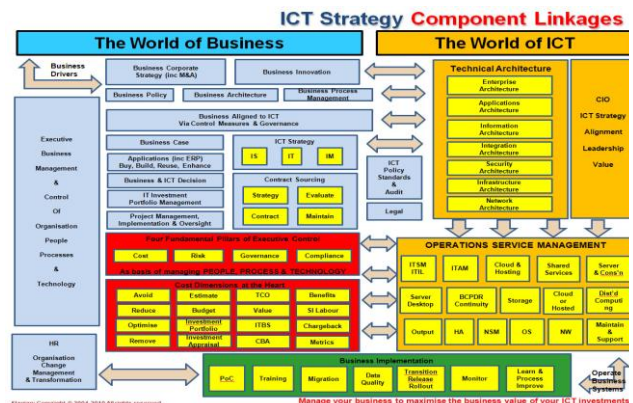 ICT Strategy Component Linkages
The World of Business
The World of ICT
Business
Drivers
Business Corporate
Strategy (Inc M&A)
Business Innovation
Business Policy
Business Architecture
Business Process
Management
Business Aligned to ICT
Via Control Measures & Governance
Executive
Business
Management
&
Control
Of
Organisation
People
Processes
&
Technology
Business Case
Applications (Inc ERP)
Buy, Build, Reuse, Enhance
Business & ICT Decision
IT Investment
Portfolio Management
Project Management,
Implementation & Oversight
ICT Strategy
IS
IT
IM
Contract Sourcing
Strategy
Evaluate
Contract
Maintain
ICT
Policy
Standards
&
Audit
Legal
Technical Architecture
Enterprise
Architecture
Applications
Architecture
Information
Architecture
Integration
Architecture
Security
Architecture
Infrastructure
Architecture
Network
Architecture
CIO
ICT Strategy
Alignment
Leadership
Value
Four Fundamental Pillars of Executive Control
Cost
Risk
Governance
Compliance
As basis of managing PEOPLE, PROCESS & TECHNOLOGY
Cost Dimensions at the Heart
Avoid
Estimate
TCO
Benefits
Reduce
Budget
Value
SI Labour
Optimise
Investment
Portfolio
ITBS
Chargeback
Remove
Investment
Appraisal
CBA
Metrics
OPERATIONS SERVICE MANAGEMENT
ITSM
ITIL
ITAM
Cloud &
Hosting
Shared
Services
Server
& Cons'n
Server
Desktop
BCPDR
Continuity
Storage
Cloud
or
Hosted
Dist'd
Computi
ng
Output
HA
NSM
OS
NW
Maintain
& Support
HR
Organisation
Change
Management
& Transformation
Business Implementation
PoC
Training
Migration
Data
Quality
Transition
Release
Rollout
Monitor
Learn &
Process
Improve
Operate
Business
Systems
Manage your business to maximise the business value of your ICT investments